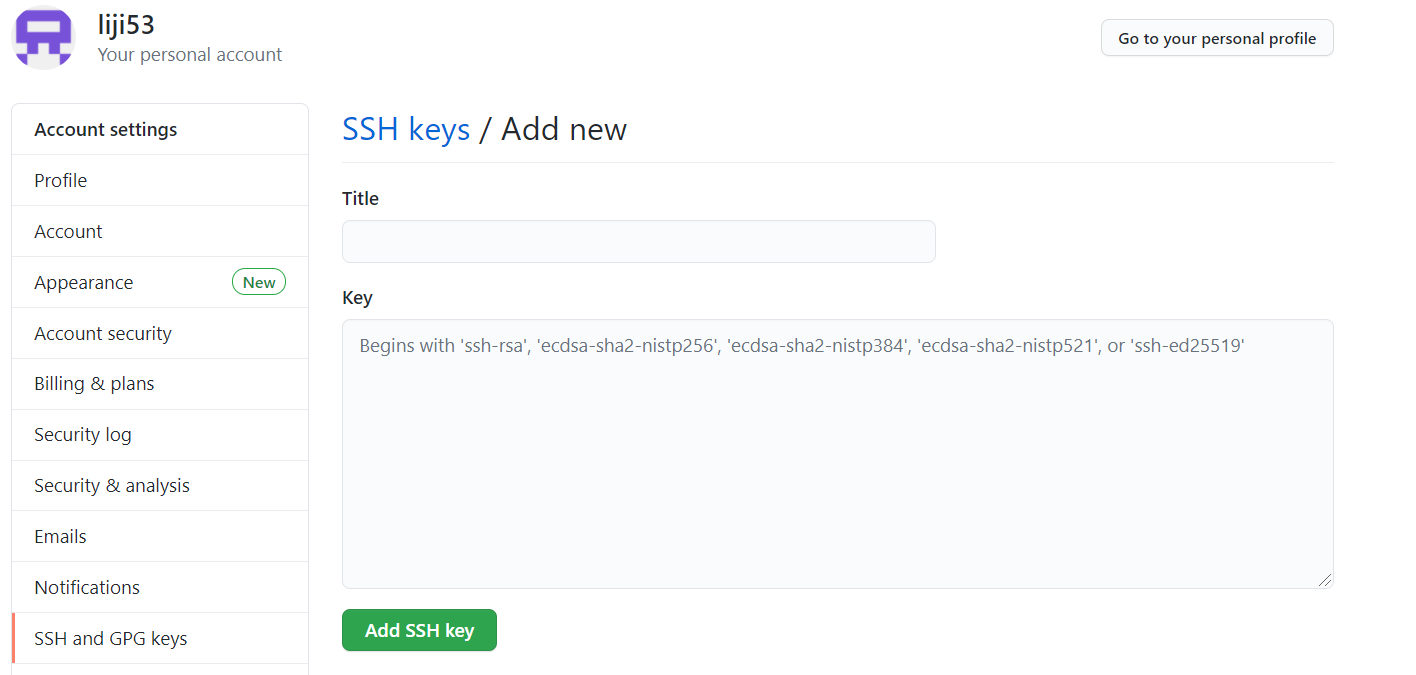 liji53
Your personal account
Go to your personal profile
Account settings
Profile
Account
Appearance New
Account security
Billing & plans
Security log
Security & analysis
Emails
Notifications
SSH and GPG keys
SSH keys / Add new
Title
Key
Begins with 'ssh-rsa', 'ecdsa-sha2-nistp256', 'ecdsa-sha2-nistp384', 'ecdsa-sha2-nistp521', or 'ssh-ed25519'
Add SSH key